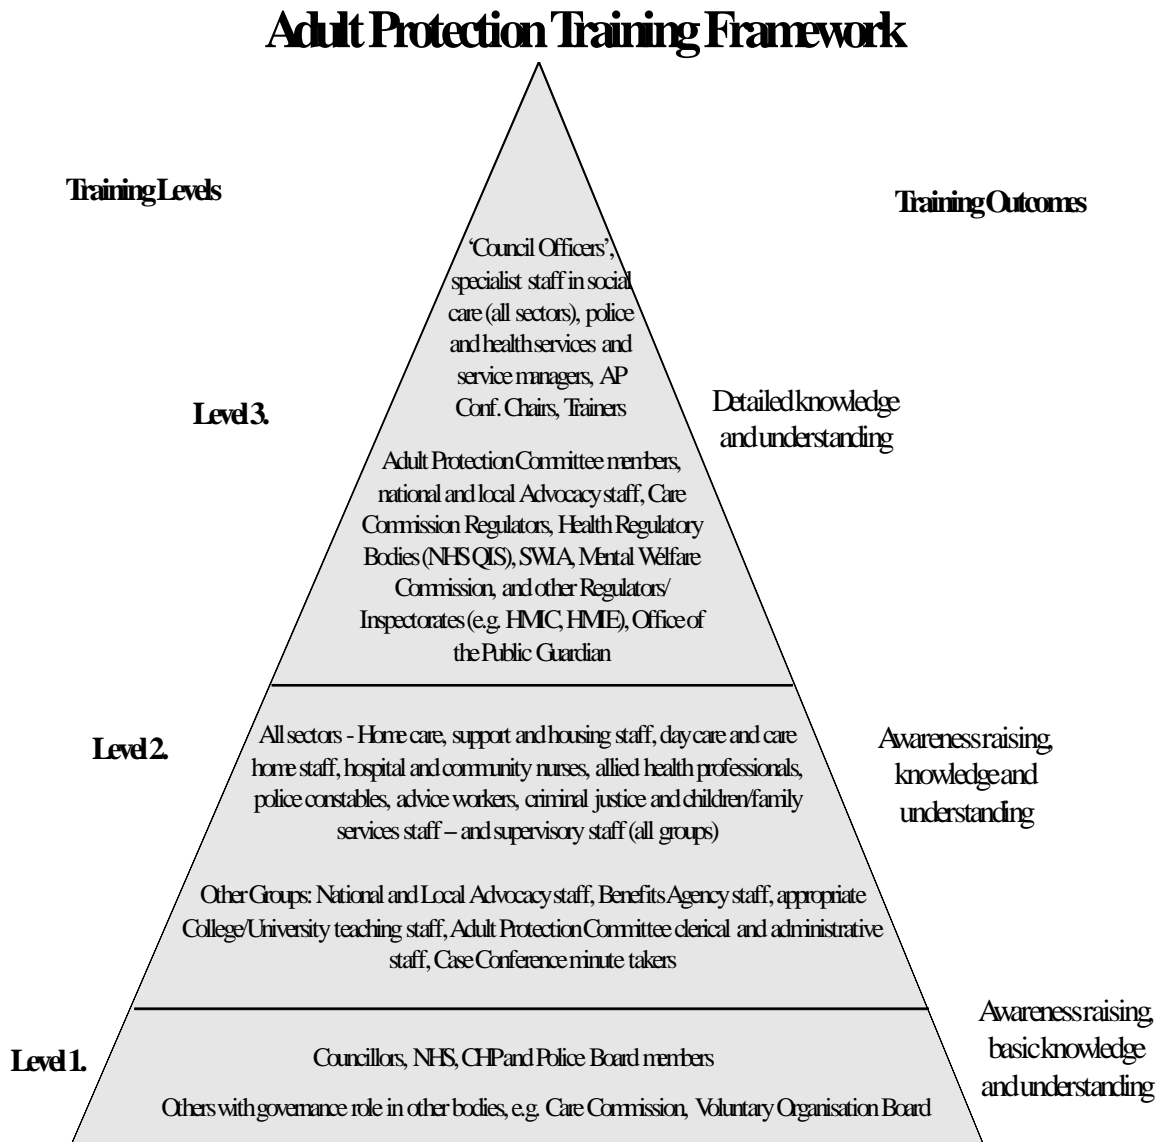 Adult Protection Training Framework
Training Levels
Training Outcomes
‘Council Officers’,
specialist staff in social
care (all sectors), police
and health services and
service managers, AP
Conf. Chairs, Trainers
Level 3.
Detailed knowledge
and understanding
Adult Protection Committee members,
national and local Advocacy staff, Care
Commission Regulators, Health Regulatory
Bodies (NHS QIS), SWIA, Mental Welfare
Commission, and other Regulators/
Inspectorates (e.g. HMIC, HMIE), Office of
the Public Guardian
Level 2.
All sectors - Home care, support and housing staff, day care and care
home staff, hospital and community nurses, allied health professionals,
police constables, advice workers, criminal justice and children/family
services staff – and supervisory staff (all groups)
Awareness raising,
knowledge and
understanding
Other Groups: National and Local Advocacy staff, Benefits Agency staff, appropriate
College/University teaching staff, Adult Protection Committee clerical and administrative
staff, Case Conference minute takers
Level 1.
Councillors, NHS, CHP and Police Board members
Others with governance role in other bodies, e.g. Care Commission, Voluntary Organisation Board
Awareness raising,
basic knowledge
and understanding